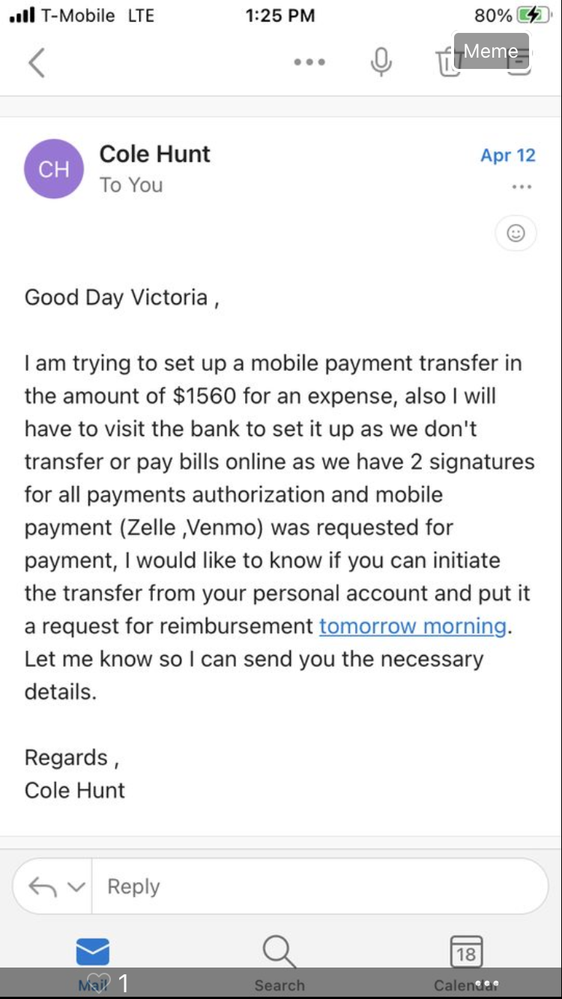 T-Mobile LTE 1:25 PM 80%
Meme
CH
Cole Hunt
Apr 12
To You
Good Day Victoria ,
I am trying to set up a mobile payment transfer in
the amount of $1560 for an expense, also I will
have to visit the bank to set it up as we don't
transfer or pay bills online as we have 2 signatures
for all payments authorization and mobile
payment (Zelle ,Venmo) was requested for
payment, I would like to know if you can initiate
the transfer from your personal account and put it
a request for reimbursement tomorrow morning.
Let me know so I can send you the necessary
details.
Regards ,
Cole Hunt
Reply
18
Mail
1
Search
Calendar